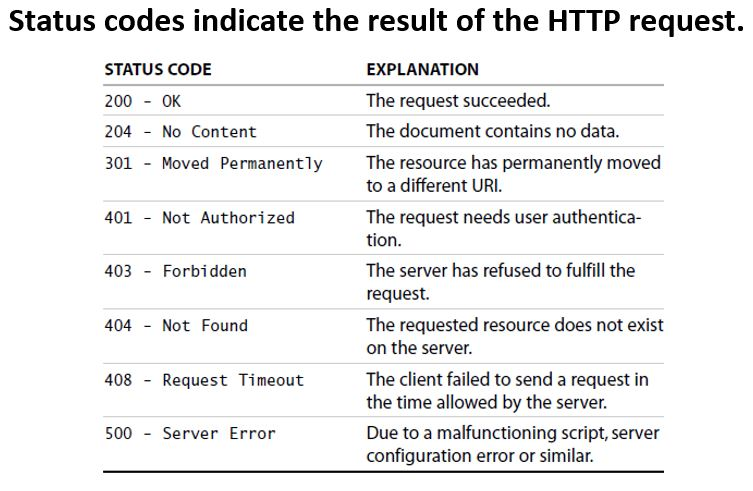 Status codes indicate the result of the HTTP request.
STATUS CODE EXPLANATION
200 - OK The request succeeded.
204 - No Content The document contains no data.
301 - Moved Permanently The resource has permanently moved
to a different URI.
401 - Not Authorized The request needs user authentica-
tion.
403 - Forbidden The server has refused to fulfill the
request.
404 - Not Found The requested resource does not exist
on the server.
408 - Request Timeout The client failed to send a request in
the time allowed by the server.
500 - Server Error Due to a malfunctioning script, server
configuration error or similar.